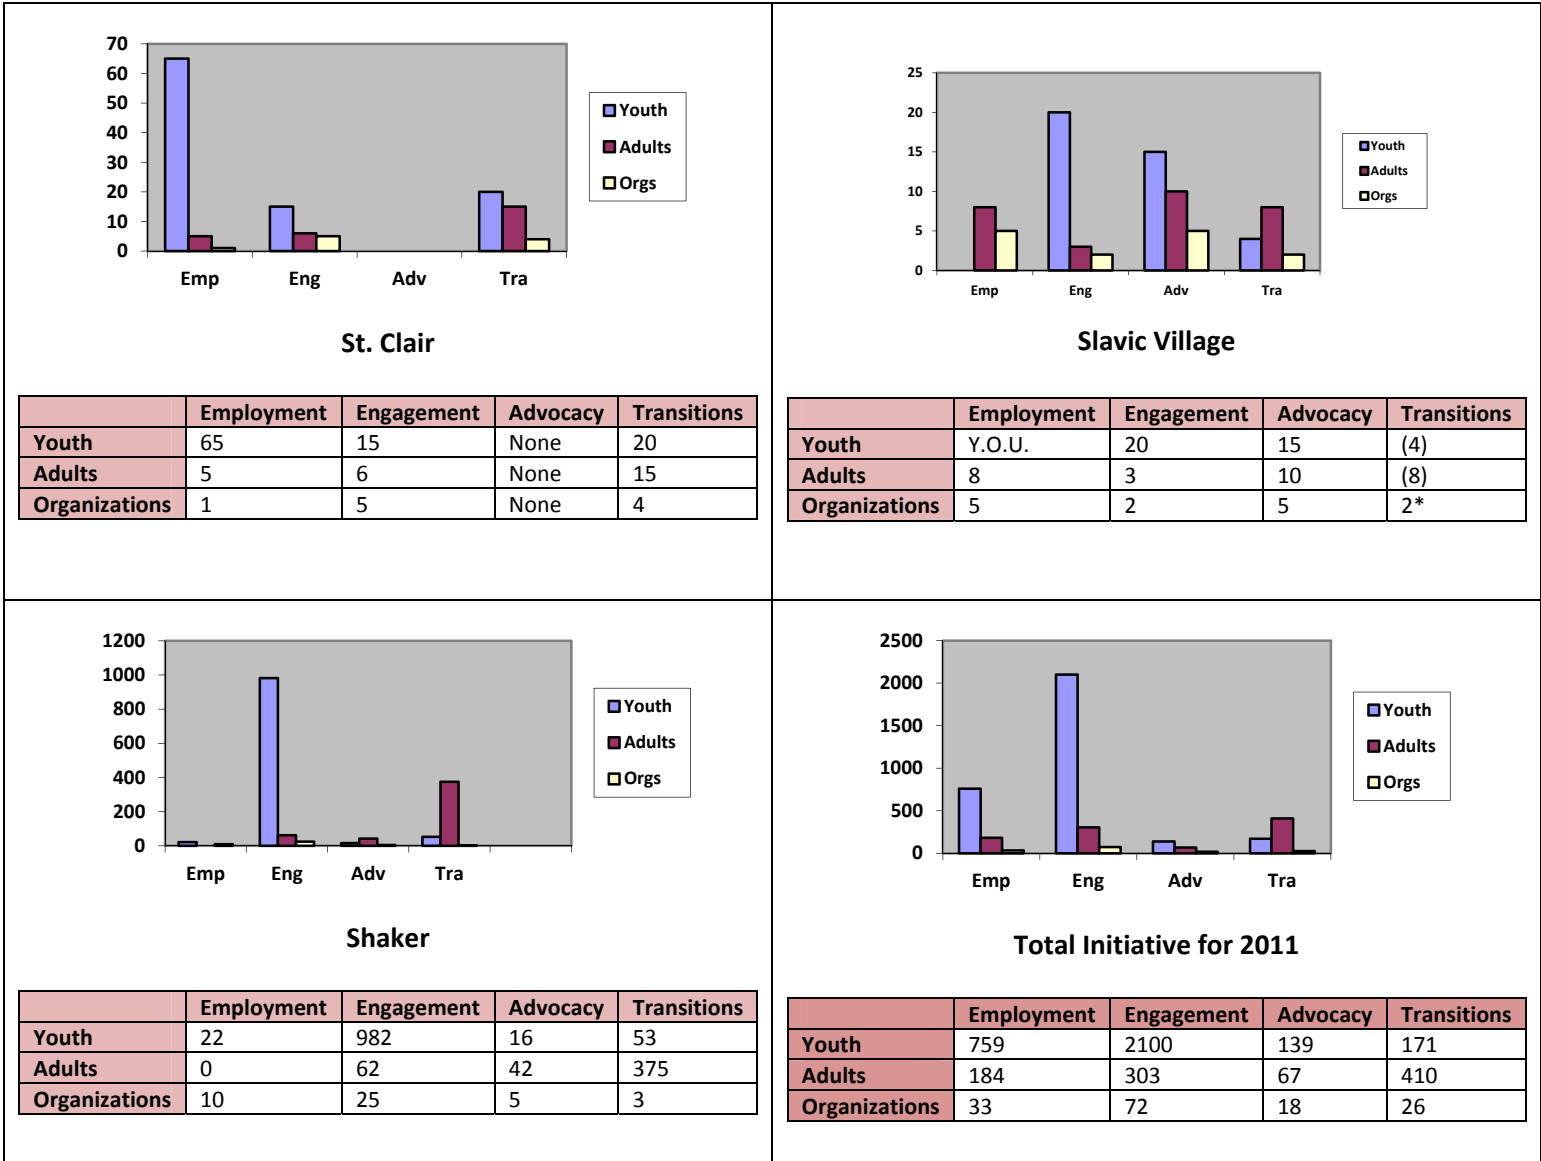 70
60
50
40
30
20
10
0
Emp Eng Adv Tra
Youth
Adults
Orgs
St. Clair
Employment Engagement Advocacy Transitions
Youth 65 15 None 20
Adults 5 6 None 15
Organizations 1 5 None 4
25
20
15
10
5
0
Emp Eng Adv Tra
Youth
Adults
Orgs
Slavic Village
Employment Engagement Advocacy Transitions
Youth Y.O.U. 20 15 (4)
Adults 8 3 10 (8)
Organizations 5 2 5 2*
1200
1000
800
600
400
200
0
Emp Eng Adv Tra
Youth
Adults
Orgs
Shaker
Employment Engagement Advocacy Transitions
Youth 22 982 16 53
Adults 0 62 42 375
Organizations 10 25 5 3
2500
2000
1500
1000
500
0
Emp Eng Adv Tra
Youth
Adults
Orgs
Total Initiative for 2011
Employment Engagement Advocacy Transitions
Youth 759 2100 139 171
Adults 184 303 67 410
Organizations 33 72 18 26